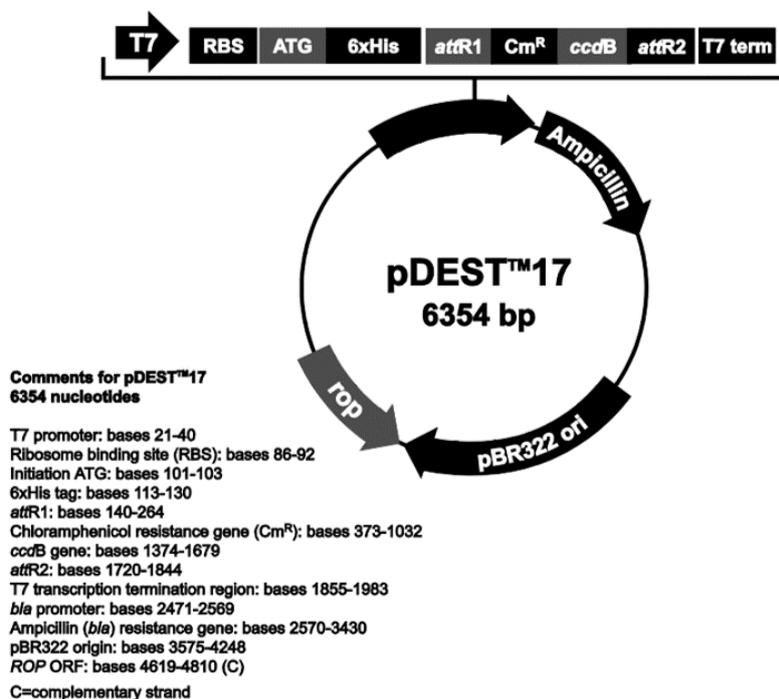 T7 RBS ATG 6xHis attR1 CmR ccdB attR2 T7 term
Ampicillin
pDEST™17
6354 bp
rop
pBR322 ori
Comments for pDEST™17
6354 nucleotides
T7 promoter: bases 21-40
Ribosome binding site (RBS): bases 86-92
Initiation ATG: bases 101-103
6xHis tag: bases 113-130
attR1: bases 140-264
Chloramphenicol resistance gene (CmR): bases 373-1032
ccdB gene: bases 1374-1679
attR2: bases 1720-1844
T7 transcription termination region: bases 1855-1983
bla promoter: bases 2471-2569
Ampicillin (bla) resistance gene: bases 2570-3430
pBR322 origin: bases 3575-4248
ROP ORF: bases 4619-4810 (C)
C=complementary strand